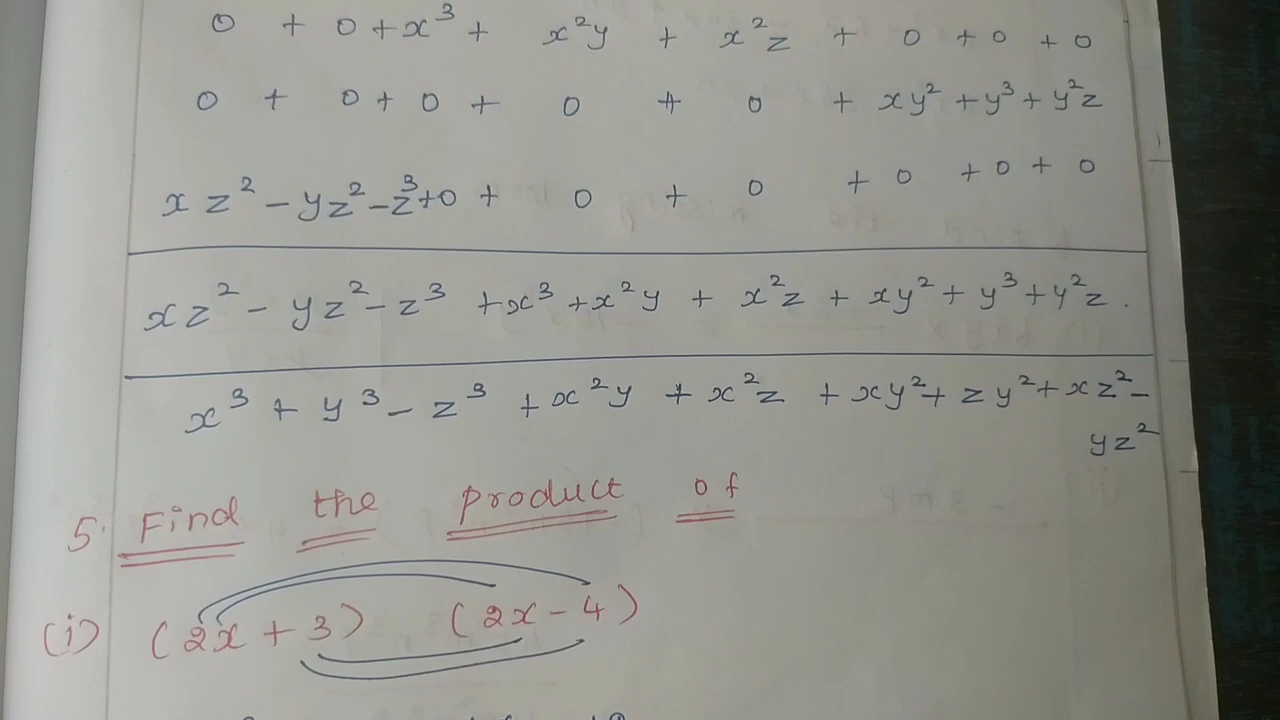 0 + 0 + x³ + x²y + x²z + 0 + 0 + 0
0 + 0 + 0 + 0 + 0 + xy² + y³ + y²z
xz² - yz² - z³ + 0 + 0 + 0 + 0 + 0 + 0
xz² - yz² - z³ + x³ + x²y + x²z + xy² + y³ + y²z.
x³ + y³ - z³ + x²y + x²z + xy² + zy² + xz² -
yz²
5. Find the product of
(i) (2x + 3) (2x - 4)